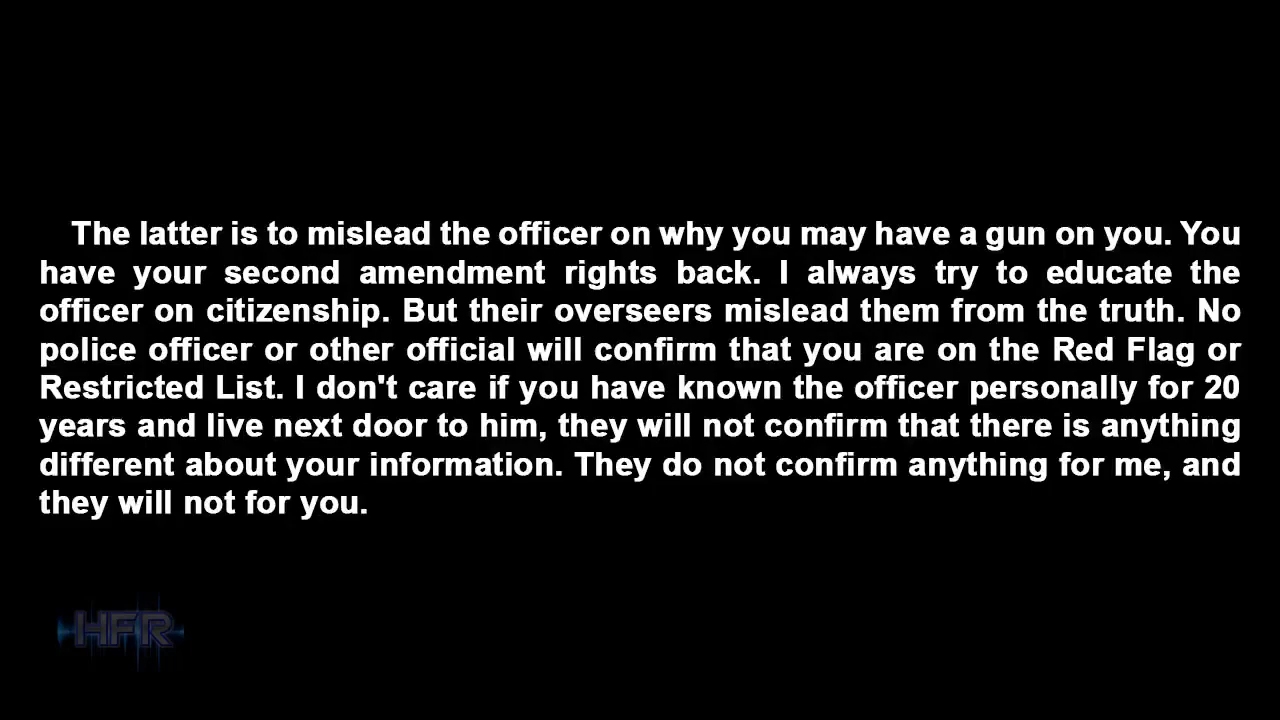 The latter is to mislead the officer on why you may have a gun on you. You
have your second amendment rights back. I always try to educate the
officer on citizenship. But their overseers mislead them from the truth. No
police officer or other official will confirm that you are on the Red Flag or
Restricted List. I don't care if you have known the officer personally for 20
years and live next door to him, they will not confirm that there is anything
different about your information. They do not confirm anything for me, and
they will not for you.
HFR